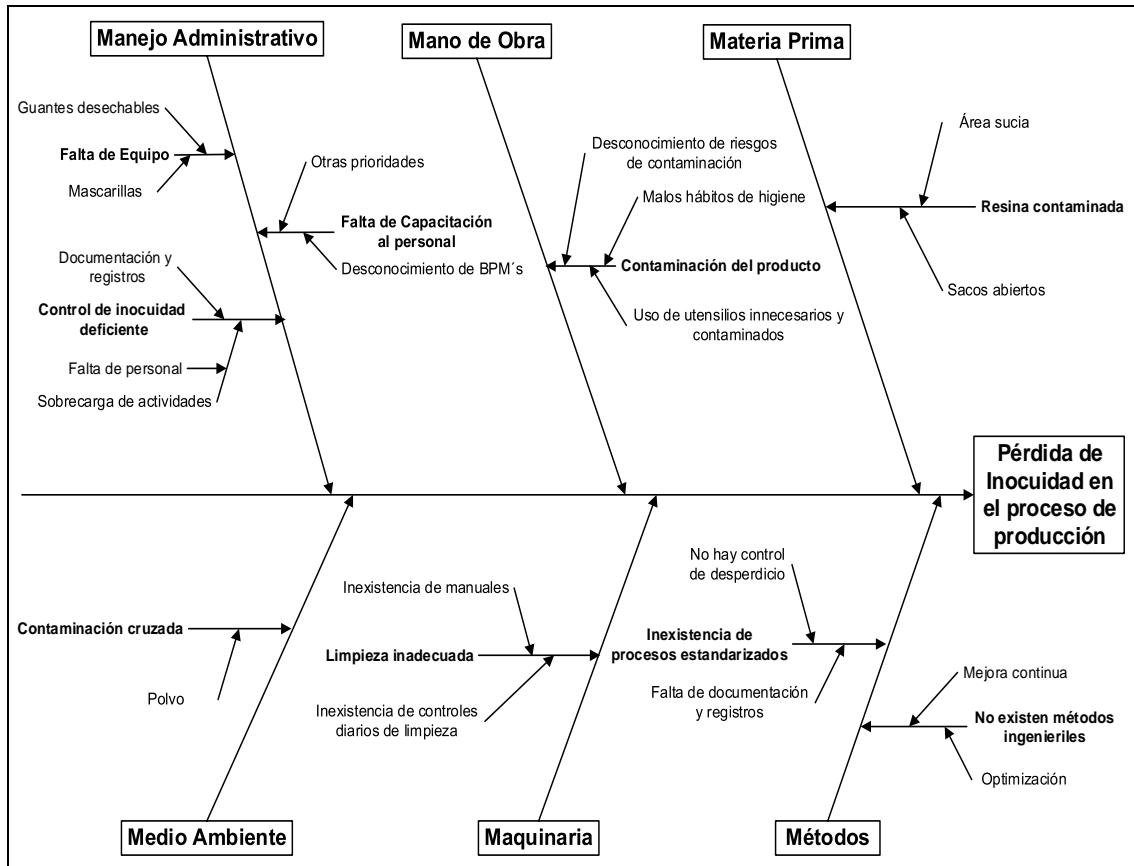 Manejo Administrativo
Mano de Obra
Materia Prima
Guantes desechables
Falta de Equipo
Mascarillas
Otras prioridades
Falta de Capacitación
al personal
Desconocimiento de BPM´s
Documentación y
registros
Control de inocuidad
deficiente
Falta de personal
Sobrecarga de actividades
Desconocimiento de riesgos
de contaminación
Malos hábitos de higiene
Contaminación del producto
Uso de utensilios innecesarios y
contaminados
Área sucia
Resina contaminada
Sacos abiertos
Pérdida de
Inocuidad en
el proceso de
producción
Contaminación cruzada
Polvo
Inexistencia de manuales
Limpieza inadecuada
Inexistencia de controles
diarios de limpieza
No hay control
de desperdicio
Inexistencia de
procesos estandarizados
Falta de documentación
y registros
Mejora continua
No existen métodos
ingenieriles
Optimización
Medio Ambiente
Maquinaria
Métodos